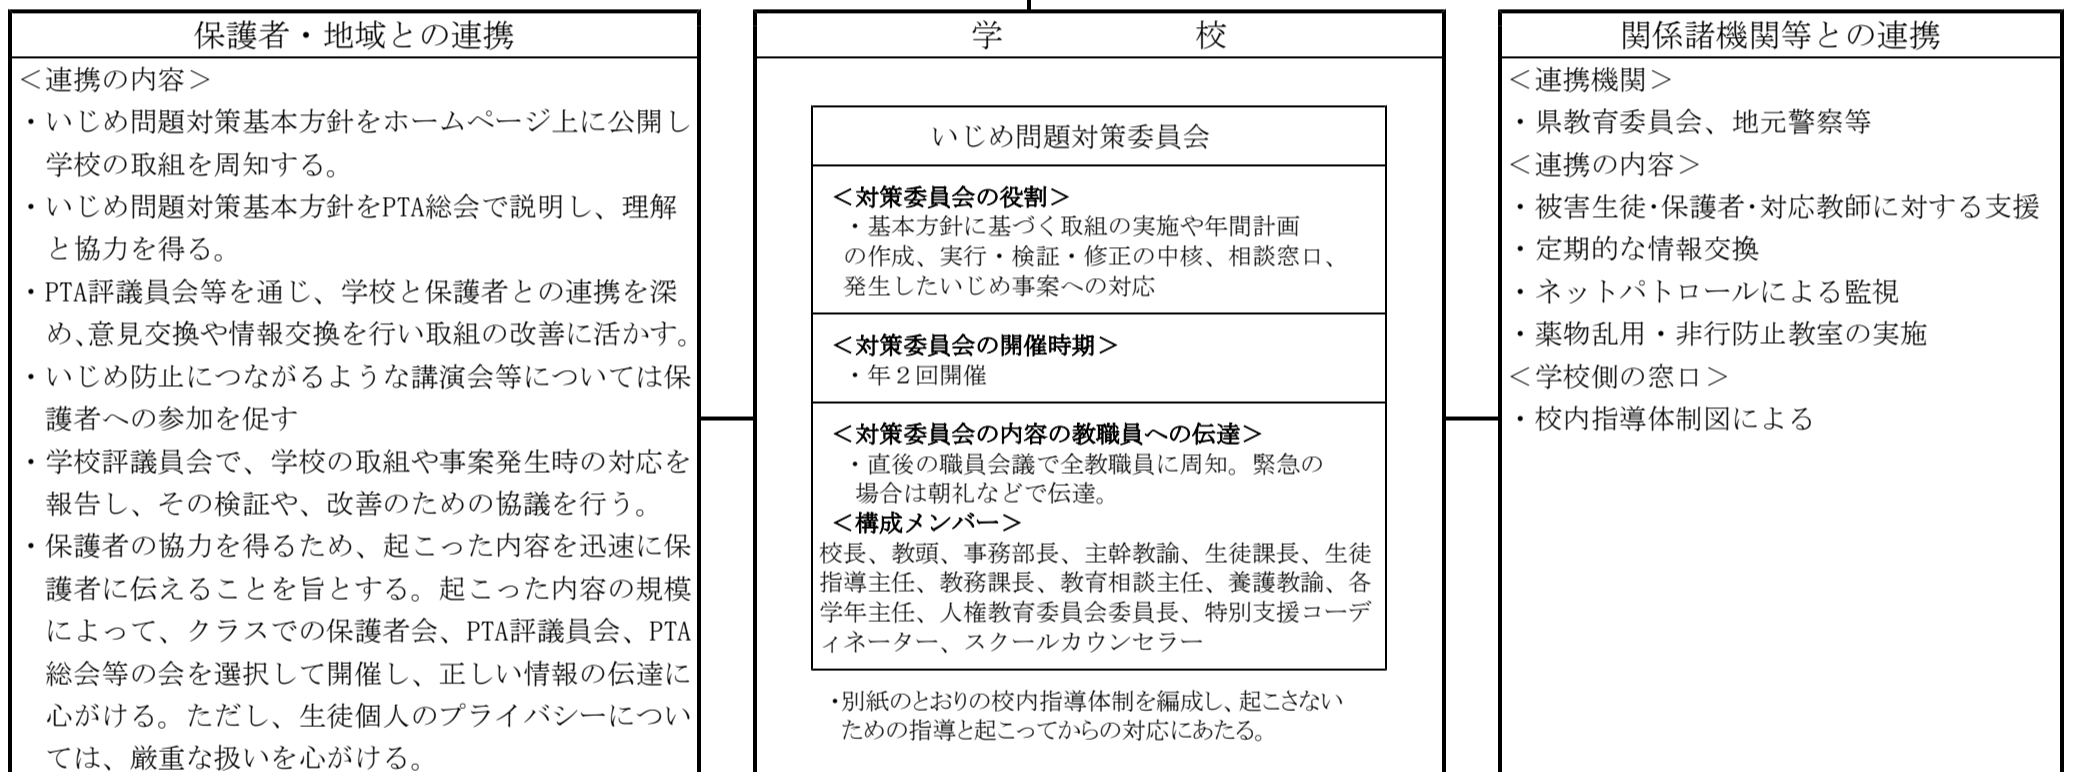 保護者・地域との連携
＜連携の内容＞
・いじめ問題対策基本方針をホームページ上に公開し
学校の取組を周知する。
・いじめ問題対策基本方針をPTA総会で説明し、理解
と協力を得る。
・PTA評議員会等を通じ、学校と保護者との連携を深
め、意見交換や情報交換を行い取組の改善に活かす。
・いじめ防止につながるような講演会等については保
護者への参加を促す
・学校評議員会で、学校の取組や事案発生時の対応を
報告し、その検証や、改善のための協議を行う。
・保護者の協力を得るため、起こった内容を迅速に保
護者に伝えることを旨とする。起こった内容の規模
によって、クラスでの保護者会、PTA評議員会、PTA
総会等の会を選択して開催し、正しい情報の伝達に
心がける。ただし、生徒個人のプライバシーについ
ては、厳重な扱いを心がける。
学　　　校
いじめ問題対策委員会
＜対策委員会の役割＞
・基本方針に基づく取組の実施や年間計画
の作成、実行・検証・修正の中核、相談窓口、
発生したいじめ事案への対応
＜対策委員会の開催時期＞
・年２回開催
＜対策委員会の内容の教職員への伝達＞
・直後の職員会議で全教職員に周知。緊急の
場合は朝礼などで伝達。
＜構成メンバー＞
校長、教頭、事務部長、主幹教諭、生徒課長、生徒
指導主任、教務課長、教育相談主任、養護教諭、各
学年主任、人権教育委員会委員長、特別支援コーデ
ィネーター、スクールカウンセラー
・別紙のとおりの校内指導体制を編成し、起こさない
ための指導と起こってからの対応にあたる。
関係諸機関等との連携
＜連携機関＞
・県教育委員会、地元警察等
＜連携の内容＞
・被害生徒・保護者・対応教師に対する支援
・定期的な情報交換
・ネットパトロールによる監視
・薬物乱用・非行防止教室の実施
＜学校側の窓口＞
・校内指導体制図による